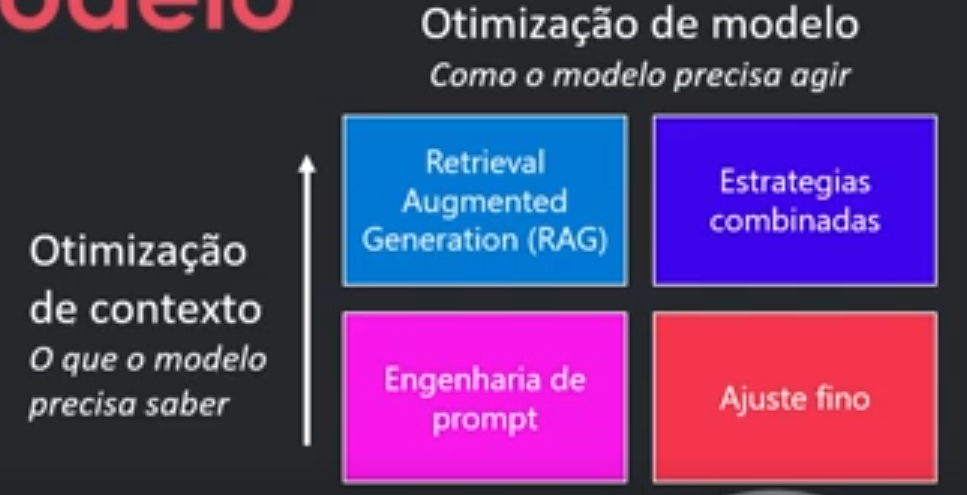 Otimização de modelo
Como o modelo precisa agir
Retrieval
Augmented
Generation (RAG)
Estrategias
combinadas
Otimização
de contexto
O que o modelo
precisa saber
Engenharia de
prompt
Ajuste fino